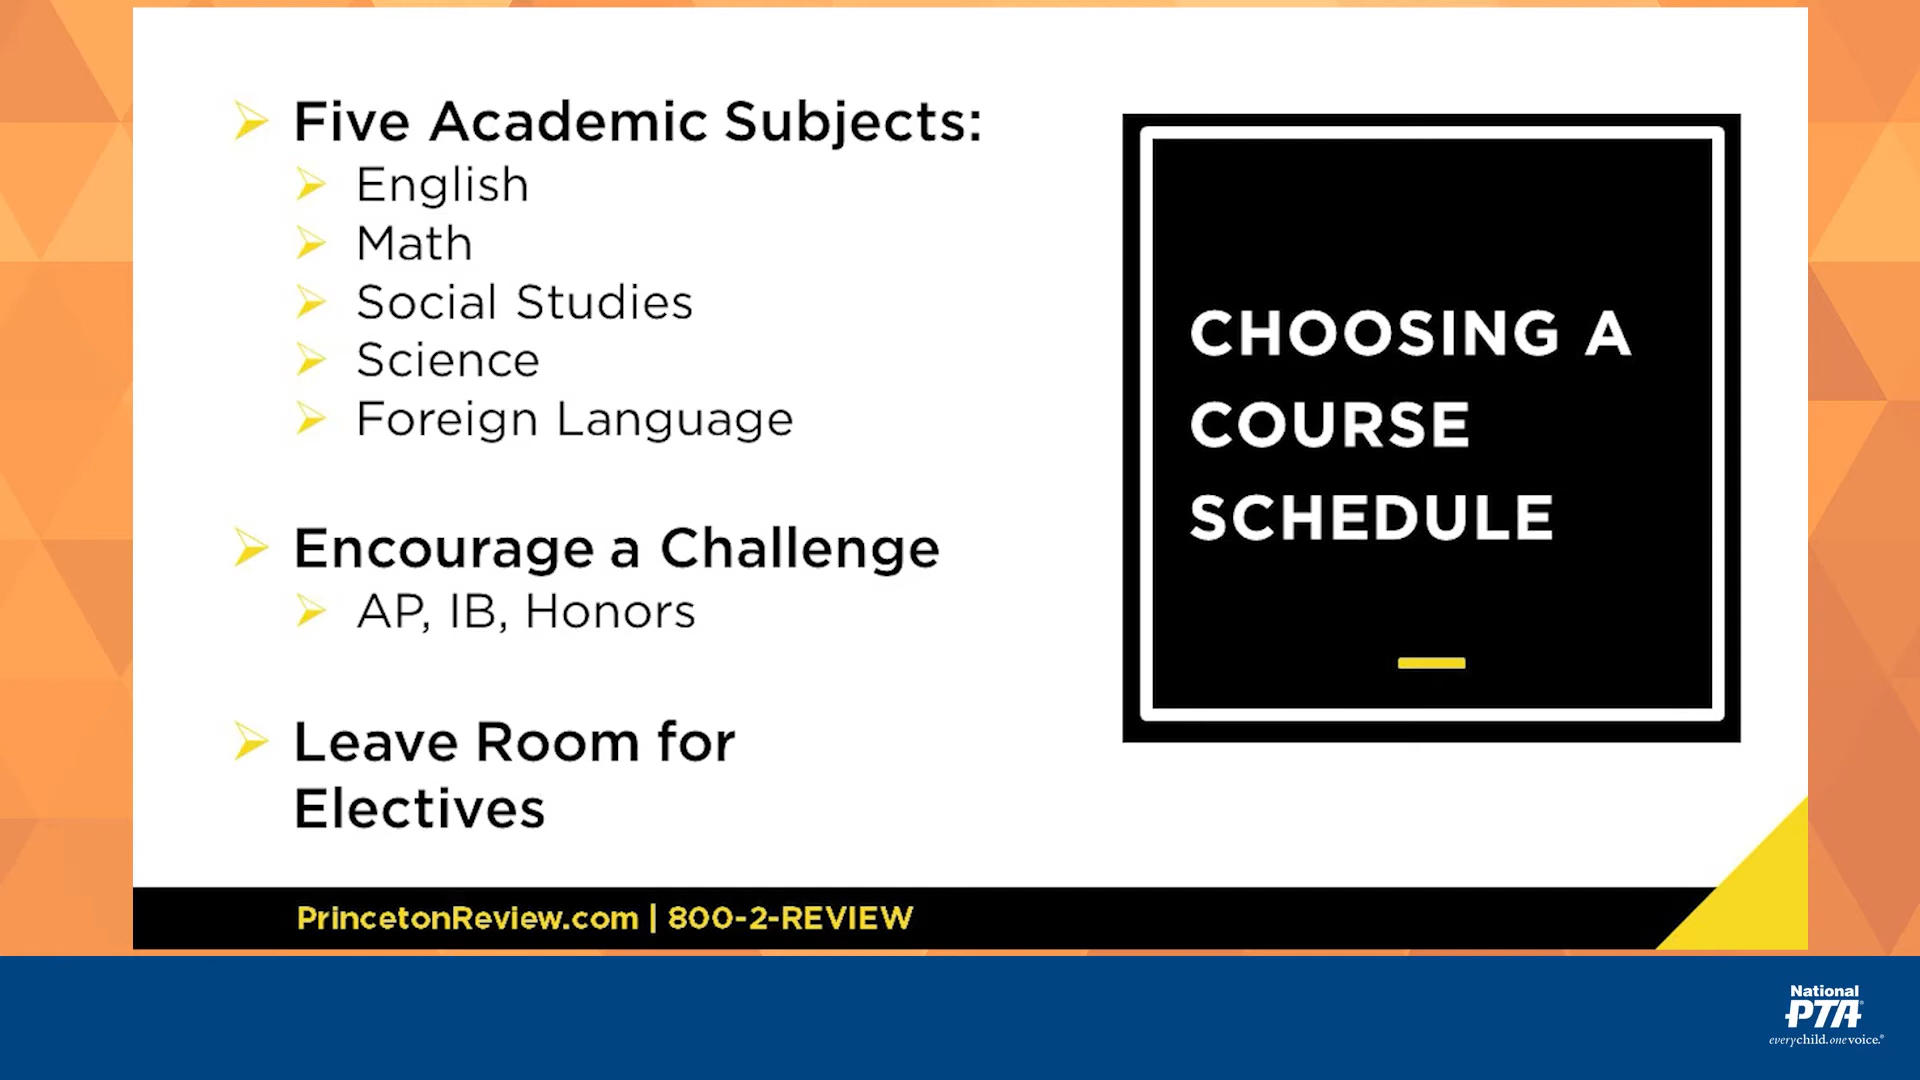 Five Academic Subjects:
English
Math
Social Studies
Science
Foreign Language
Encourage a Challenge
AP, IB, Honors
Leave Room for
Electives
CHOOSING A
COURSE
SCHEDULE
PrincetonReview.com | 800-2-REVIEW
National
PTA®
everychild.onevoice.®